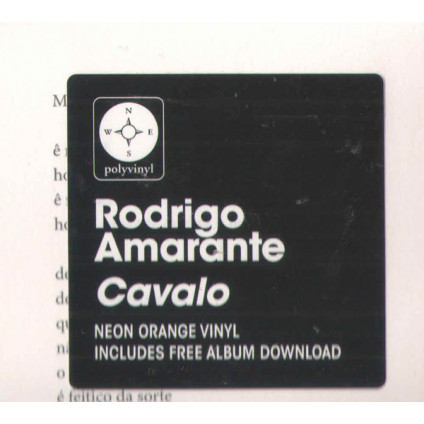 N
W E
S
polyvinyl
Rodrigo
Amarante
Cavalo
NEON ORANGE VINYL
INCLUDES FREE ALBUM DOWNLOAD
o
é feitiço da sorte